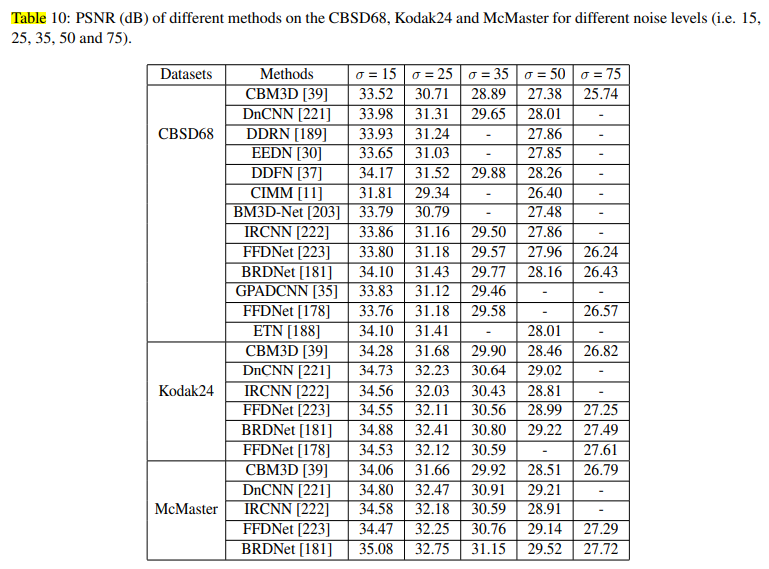 Table 10: PSNR (dB) of different methods on the CBSD68, Kodak24 and McMaster for different noise levels (i.e. 15,
25, 35, 50 and 75).
Datasets Methods σ = 15 σ = 25 σ = 35 σ = 50 σ = 75
CBM3D [39] 33.52 30.71 28.89 27.38 25.74
DnCNN [221] 33.98 31.31 29.65 28.01 -
CBSD68 DDRN [189] 33.93 31.24 - 27.86 -
EEDN [30] 33.65 31.03 - 27.85 -
DDFN [37] 34.17 31.52 29.88 28.26 -
CIMM [11] 31.81 29.34 - 26.40 -
BM3D-Net [203] 33.79 30.79 - 27.48 -
IRCNN [222] 33.86 31.16 29.50 27.86 -
FFDNet [223] 33.80 31.18 29.57 27.96 26.24
BRDNet [181] 34.10 31.43 29.77 28.16 26.43
GPADCNN [35] 33.83 31.12 29.46 - -
FFDNet [178] 33.76 31.18 29.58 - 26.57
ETN [188] 34.10 31.41 - 28.01 -
CBM3D [39] 34.28 31.68 29.90 28.46 26.82
DnCNN [221] 34.73 32.23 30.64 29.02 -
Kodak24 IRCNN [222] 34.56 32.03 30.43 28.81 -
FFDNet [223] 34.55 32.11 30.56 28.99 27.25
BRDNet [181] 34.88 32.41 30.80 29.22 27.49
FFDNet [178] 34.53 32.12 30.59 - 27.61
CBM3D [39] 34.06 31.66 29.92 28.51 26.79
DnCNN [221] 34.80 32.47 30.91 29.21 -
McMaster IRCNN [222] 34.58 32.18 30.59 28.91 -
FFDNet [223] 34.47 32.25 30.76 29.14 27.29
BRDNet [181] 35.08 32.75 31.15 29.52 27.72